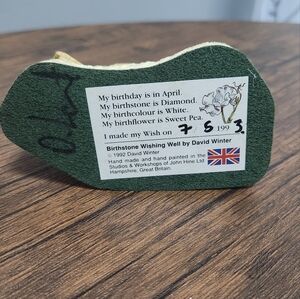 My birthday is in April.
My birthstone is Diamond.
My birthcolour is White.
My birthflower is Sweet Pea.
I made my Wish on 7 5 1993.
Birthstone Wishing Well by David Winter
© 1992 David Winter
Hand made and hand painted in the
Studios & Workshops of John Hine Ltd
Hampshire, Great Britain.